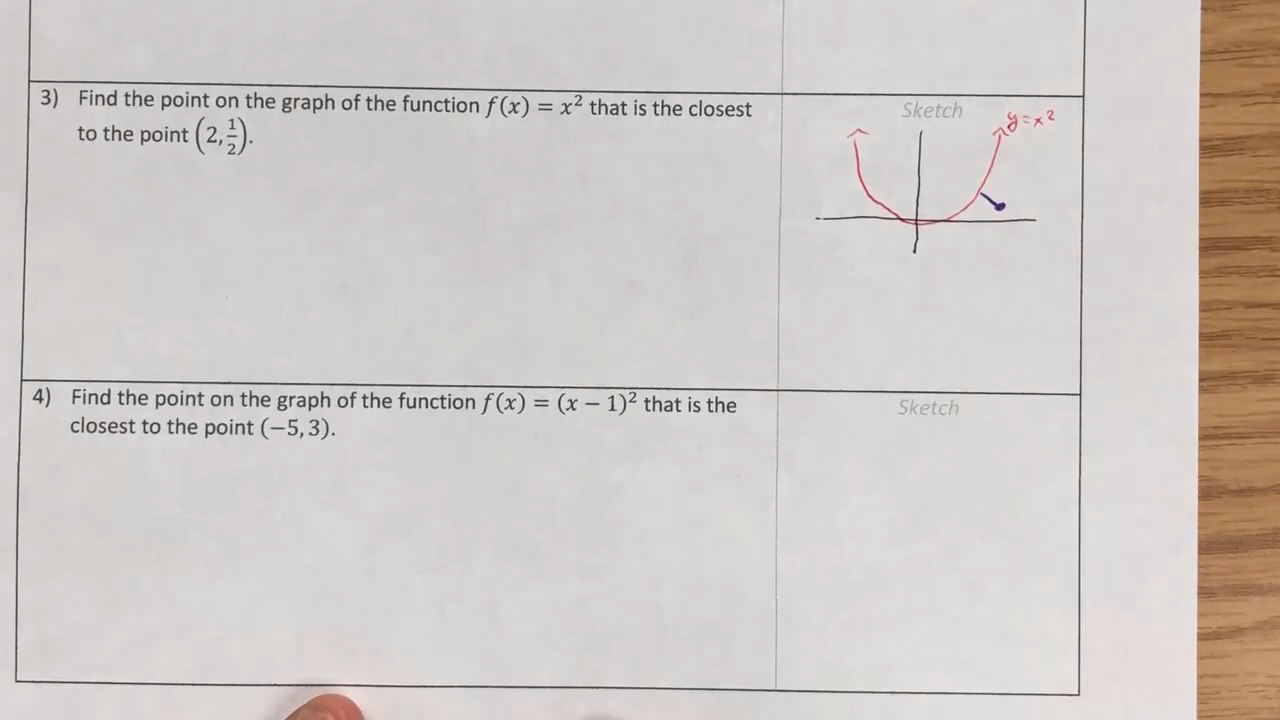 3) Find the point on the graph of the function f(x) = x² that is the closest
to the point (2, 1/2).
Sketch
y = x²
4) Find the point on the graph of the function f(x) = (x − 1)² that is the
closest to the point (−5, 3).
Sketch